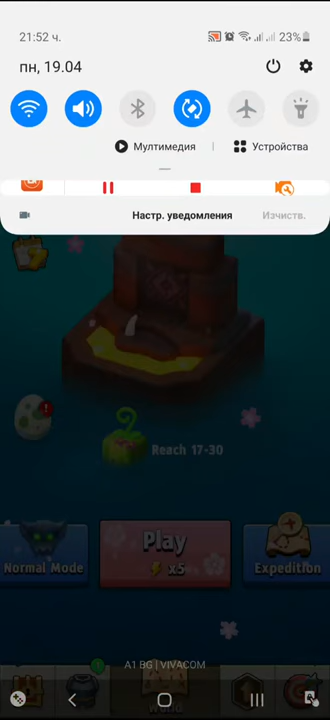 21:52 ч.
23%
пн, 19.04
Мултимедия
Устройства
Настр. уведомления
Изчиств.
Reach 17-30
Normal Mode
Play
x5
Expedition
A1 BG | VIVACOM
World